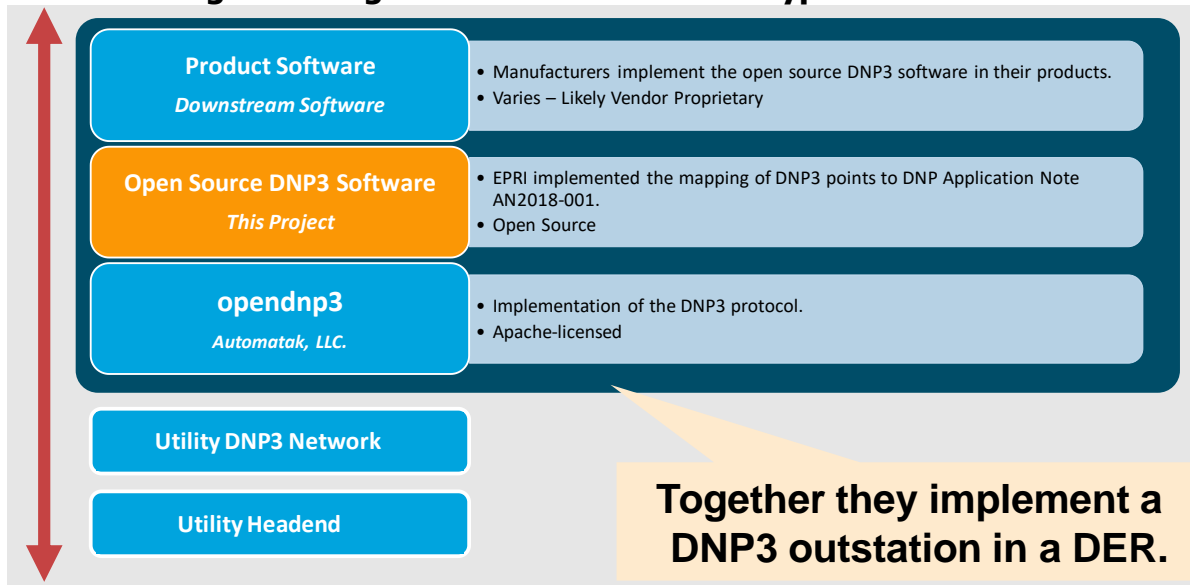 Product Software
Downstream Software
• Manufacturers implement the open source DNP3 software in their products.
• Varies – Likely Vendor Proprietary
Open Source DNP3 Software
This Project
• EPRI implemented the mapping of DNP3 points to DNP Application Note
AN2018-001.
• Open Source
opendnp3
Automatak, LLC.
• Implementation of the DNP3 protocol.
• Apache-licensed
Utility DNP3 Network
Utility Headend
Together they implement a
DNP3 outstation in a DER.